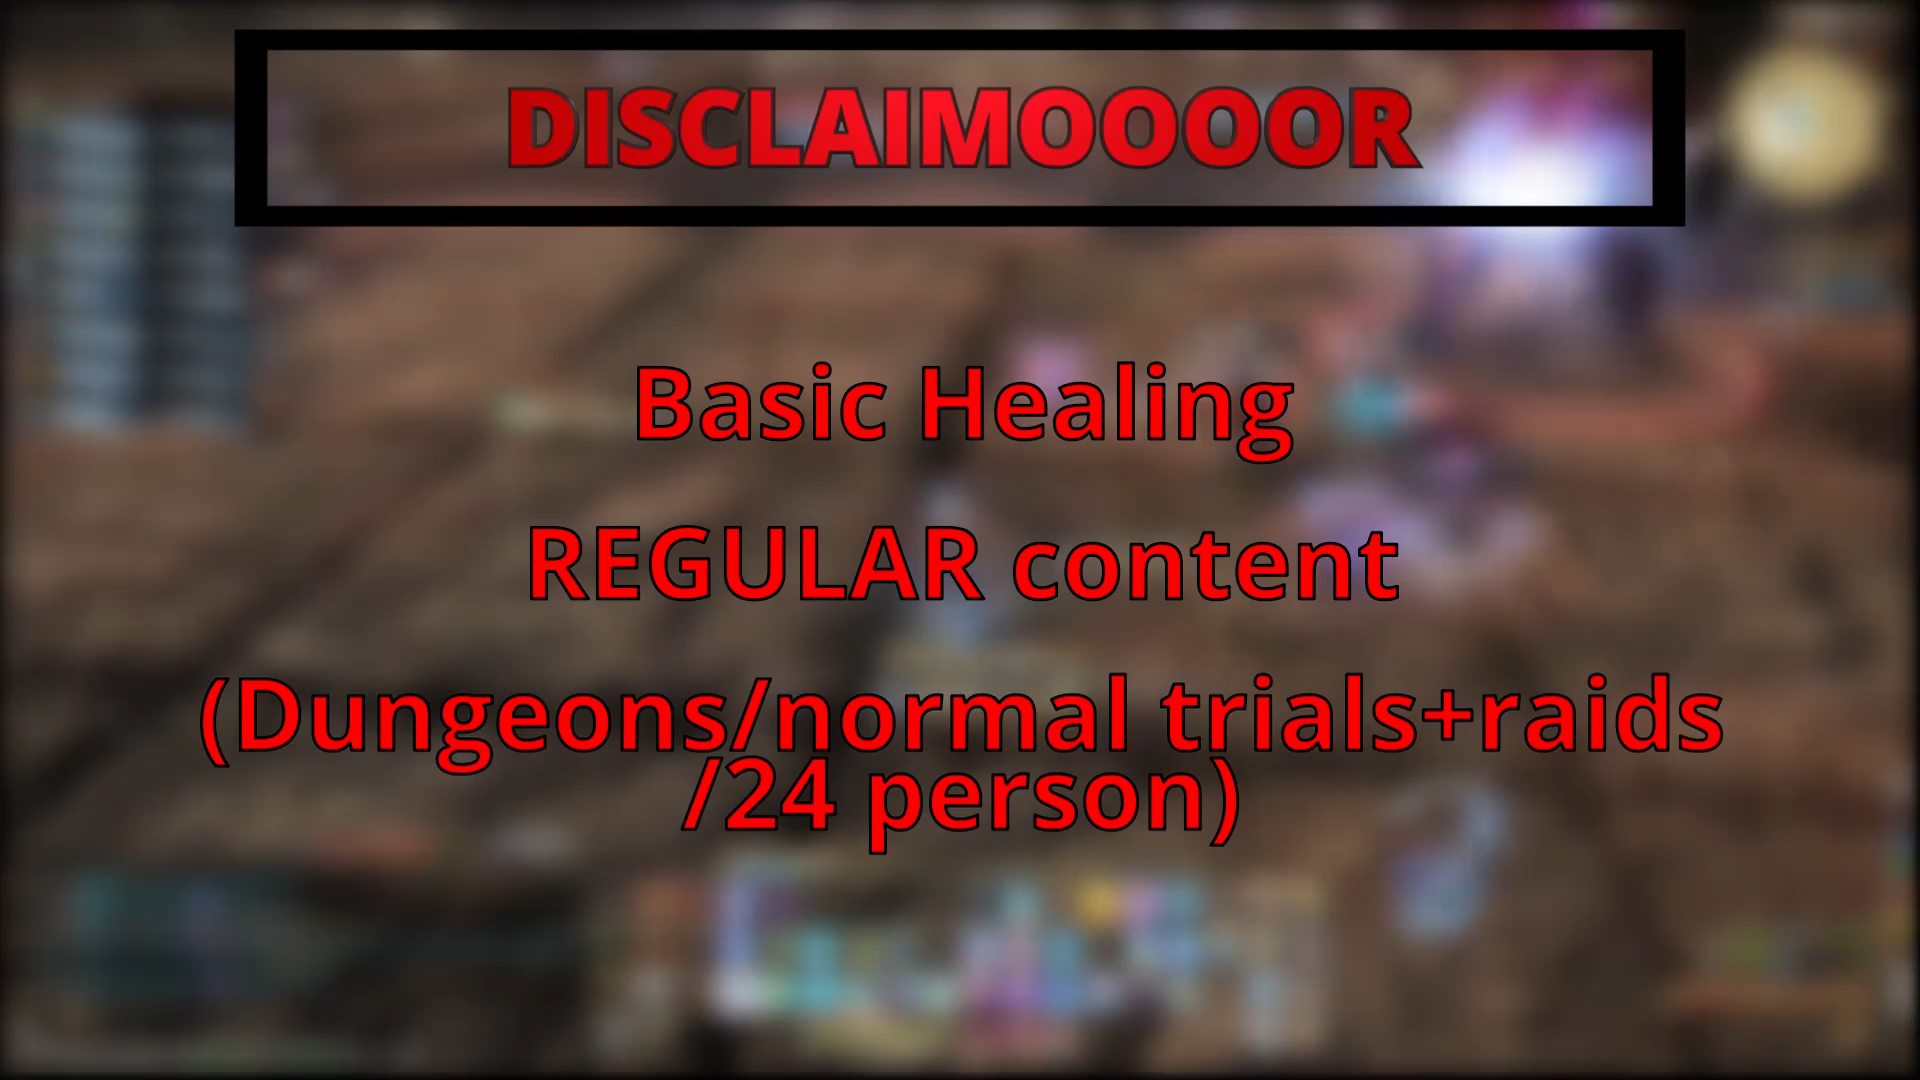 DISCLAIMOOOOR
Basic Healing
REGULAR content
(Dungeons/normal trials+raids
/24 person)